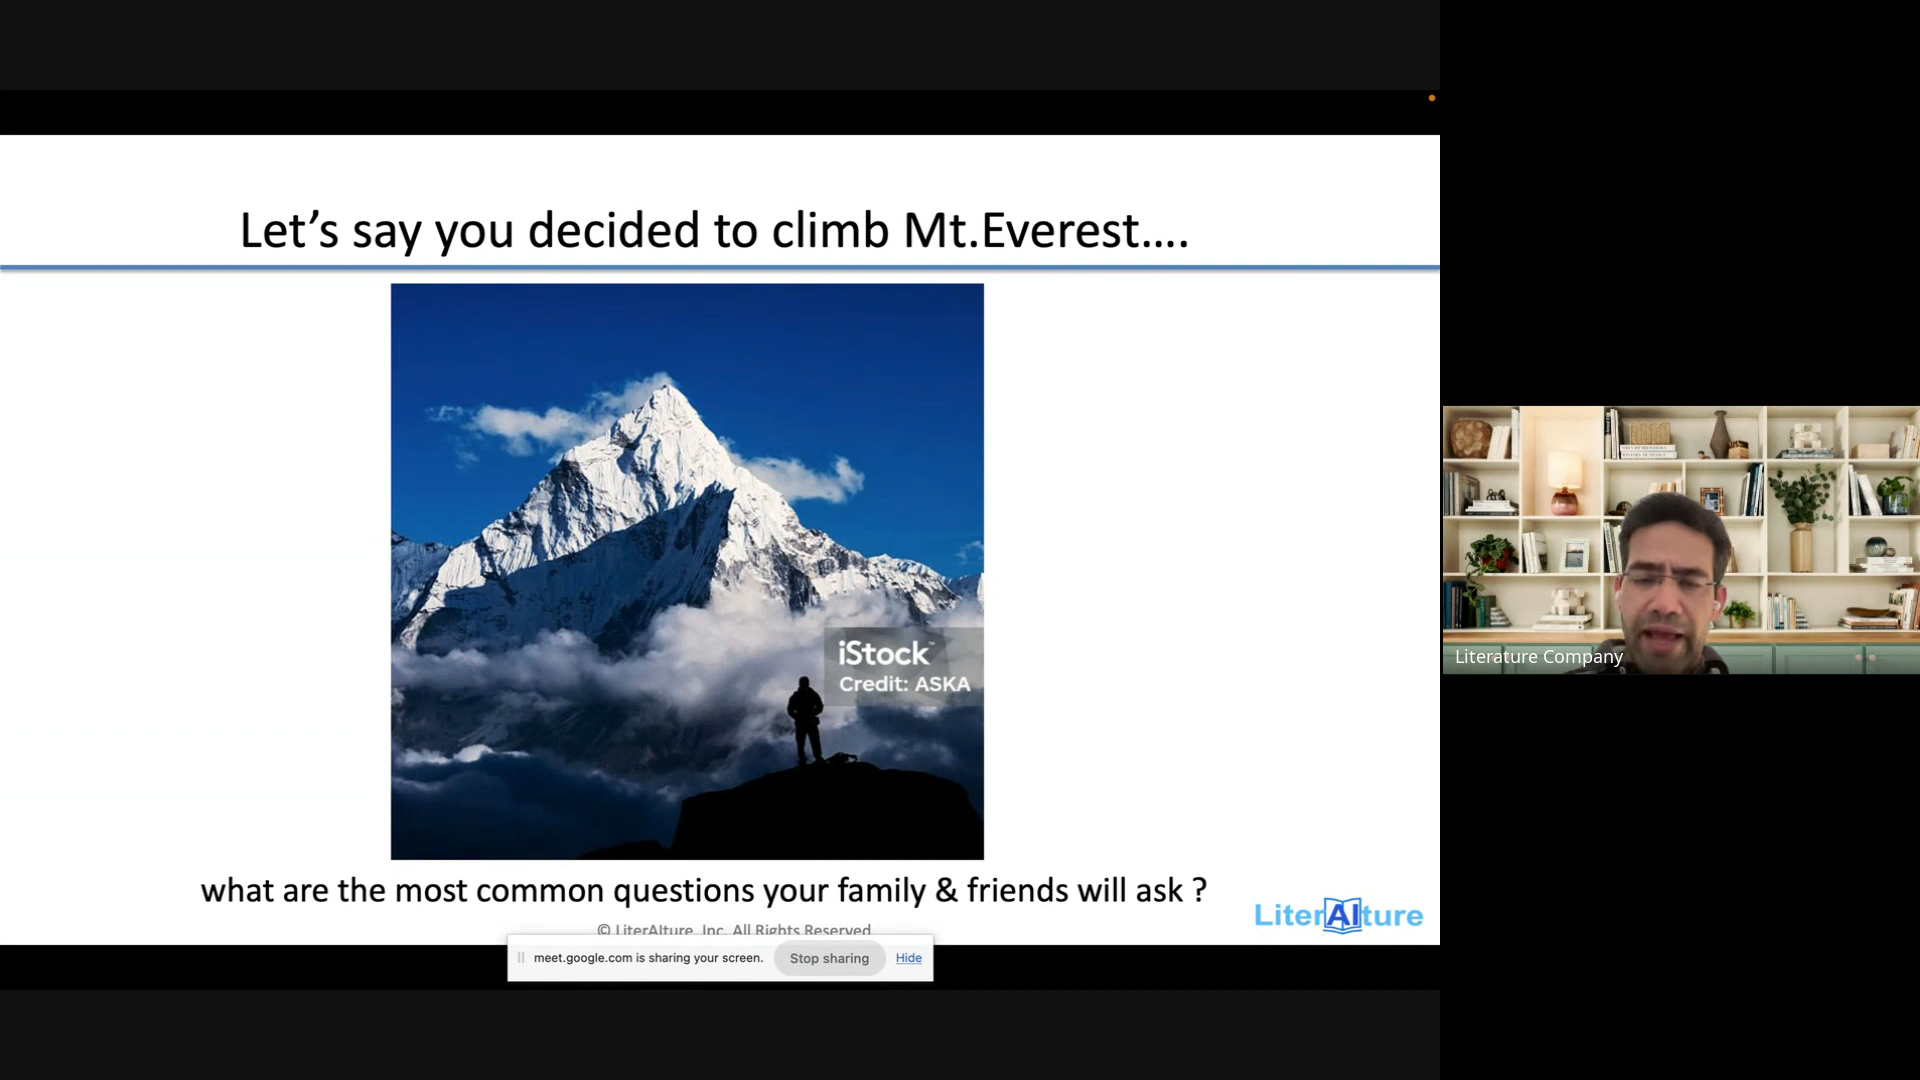 Let’s say you decided to climb Mt.Everest....
iStock™
Credit: ASKA
what are the most common questions your family & friends will ask ?
© LiterAIture, Inc. All Rights Reserved
LiterAIture
meet.google.com is sharing your screen.
Stop sharing
Hide
Literature Company